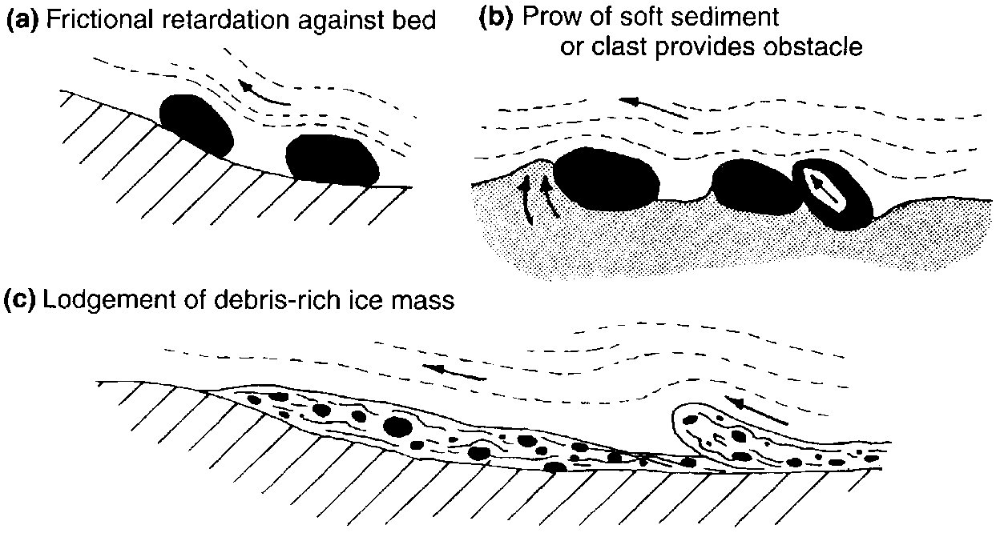 (a) Frictional retardation against bed
(b) Prow of soft sediment
or clast provides obstacle
(c) Lodgement of debris-rich ice mass